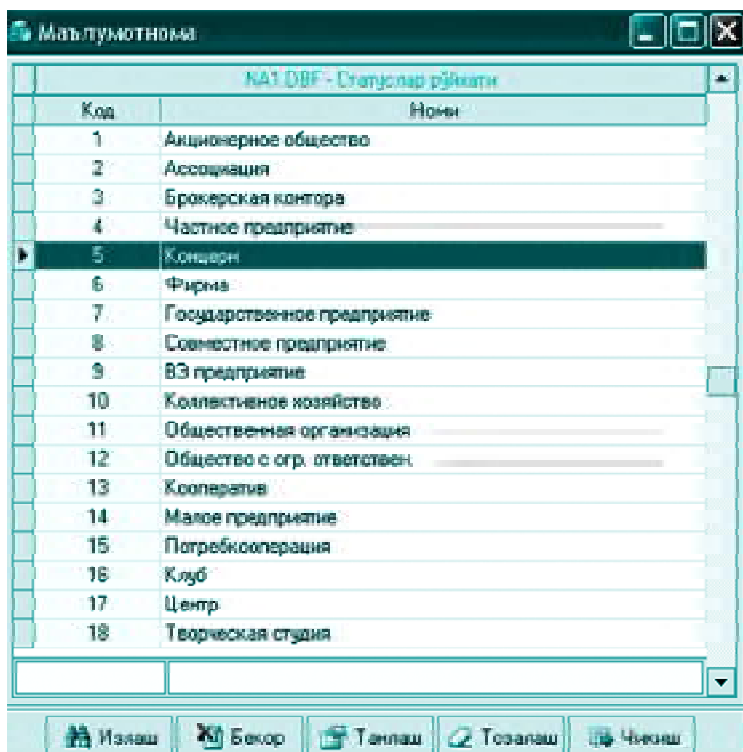 Маълумотнома
NA1.DBF - Статуслар рўйхати
Код Номи
1 Акционерное общество
2 Ассоциация
3 Брокерская контора
4 Частное предприятие
5 Концерн
6 Фирма
7 Государственное предприятие
8 Совместное предприятие
9 ВЗ предприятие
10 Коллективное хозяйство
11 Общественная организация
12 Общество с огр. ответствен.
13 Кооператив
14 Малое предприятие
15 Потребкооперация
16 Клуб
17 Центр
18 Творческая студия
Излаш Бекор Танлаш Тозалаш Чикиш